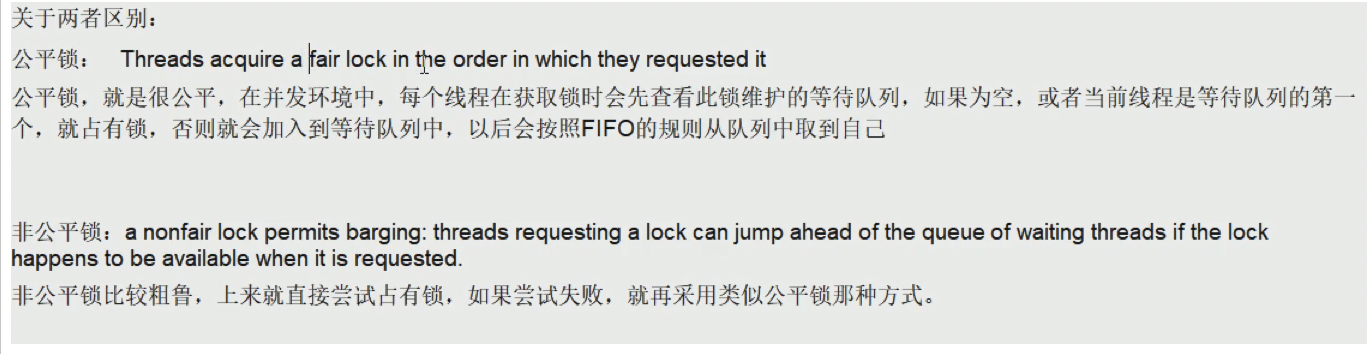 关于两者区别：
公平锁： Threads acquire a fair lock in the order in which they requested it
公平锁，就是很公平，在并发环境中，每个线程在获取锁时会先查看此锁维护的等待队列，如果为空，或者当前线程是等待队列的第一
个，就占有锁，否则就会加入到等待队列中，以后会按照FIFO的规则从队列中取到自己
非公平锁：a nonfair lock permits barging: threads requesting a lock can jump ahead of the queue of waiting threads if the lock
happens to be available when it is requested.
非公平锁比较粗鲁，上来就直接尝试占有锁，如果尝试失败，就再采用类似公平锁那种方式。